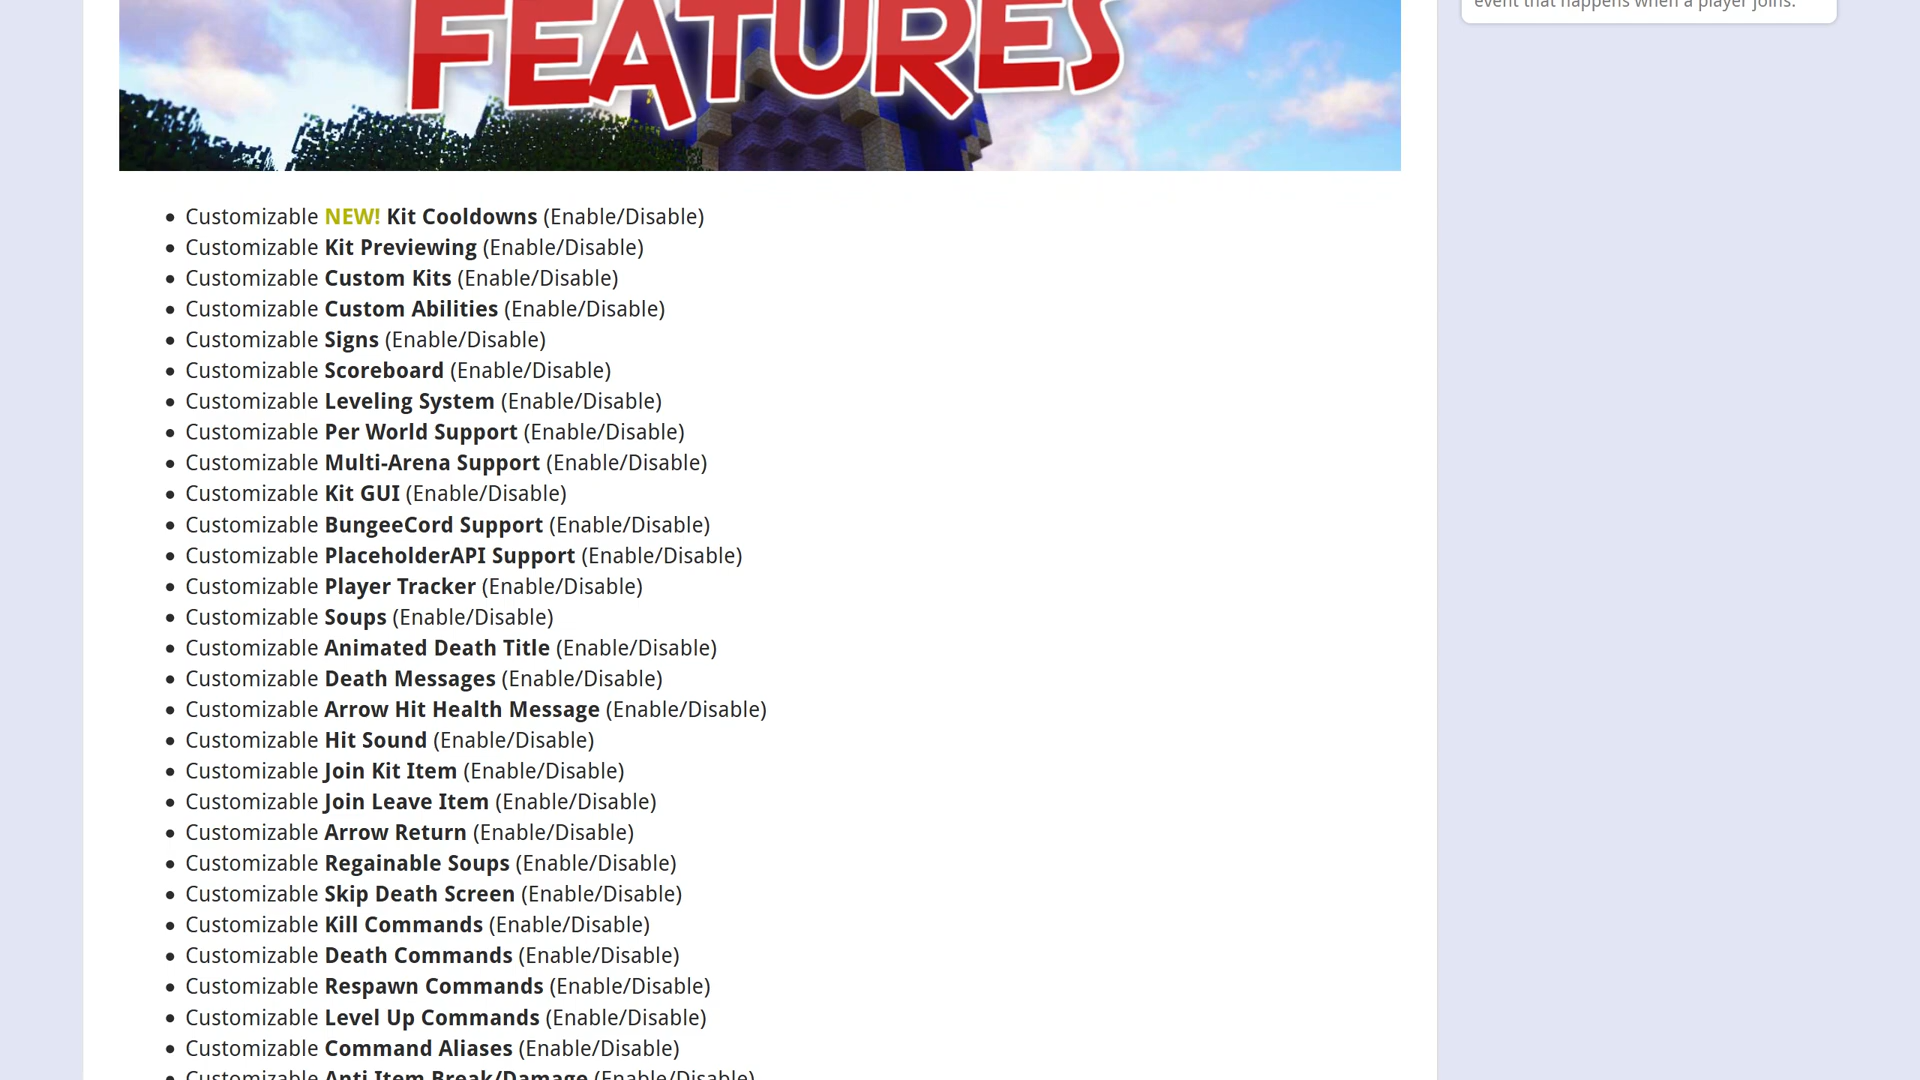 event that happens when a player joins.
FEATURES
• Customizable NEW! Kit Cooldowns (Enable/Disable)
• Customizable Kit Previewing (Enable/Disable)
• Customizable Custom Kits (Enable/Disable)
• Customizable Custom Abilities (Enable/Disable)
• Customizable Signs (Enable/Disable)
• Customizable Scoreboard (Enable/Disable)
• Customizable Leveling System (Enable/Disable)
• Customizable Per World Support (Enable/Disable)
• Customizable Multi-Arena Support (Enable/Disable)
• Customizable Kit GUI (Enable/Disable)
• Customizable BungeeCord Support (Enable/Disable)
• Customizable PlaceholderAPI Support (Enable/Disable)
• Customizable Player Tracker (Enable/Disable)
• Customizable Soups (Enable/Disable)
• Customizable Animated Death Title (Enable/Disable)
• Customizable Death Messages (Enable/Disable)
• Customizable Arrow Hit Health Message (Enable/Disable)
• Customizable Hit Sound (Enable/Disable)
• Customizable Join Kit Item (Enable/Disable)
• Customizable Join Leave Item (Enable/Disable)
• Customizable Arrow Return (Enable/Disable)
• Customizable Regainable Soups (Enable/Disable)
• Customizable Skip Death Screen (Enable/Disable)
• Customizable Kill Commands (Enable/Disable)
• Customizable Death Commands (Enable/Disable)
• Customizable Respawn Commands (Enable/Disable)
• Customizable Level Up Commands (Enable/Disable)
• Customizable Command Aliases (Enable/Disable)
• Customizable Anti Item Break/Damage (Enable/Disable)